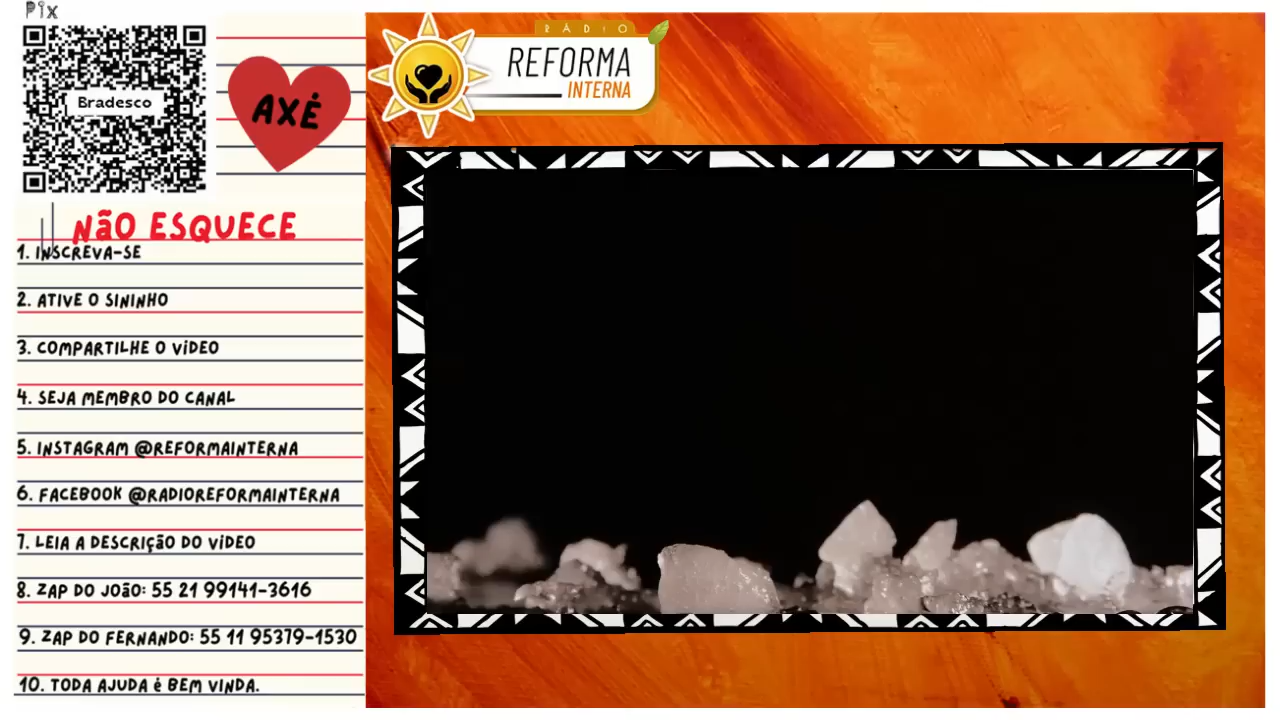 Pix
Bradesco
AXÉ
NÃO ESQUECE
1. INSCREVA-SE
2. ATIVE O SININHO
3. COMPARTILHE O VÍDEO
4. SEJA MEMBRO DO CANAL
5. INSTAGRAM @REFORMAINTERNA
6. FACEBOOK @RADIOREFORMAINTERNA
7. LEIA A DESCRIÇÃO DO VÍDEO
8. ZAP DO JOÃO: 55 21 99141-3616
9. ZAP DO FERNANDO: 55 11 95379-1530
10. TODA AJUDA É BEM VINDA.
RÁDIO
REFORMA
INTERNA